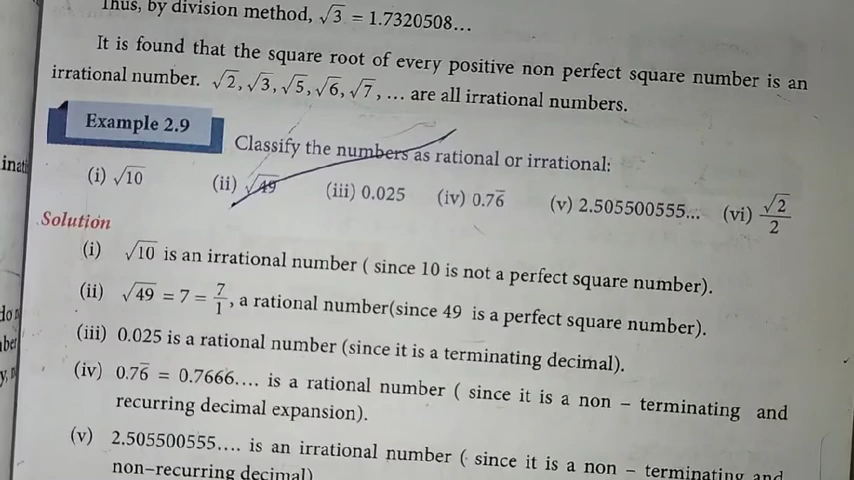 Thus, by division method, √3 = 1.7320508...
It is found that the square root of every positive non perfect square number is an
irrational number. √2, √3, √5, √6, √7, ... are all irrational numbers.
Example 2.9
Classify the numbers as rational or irrational:
(i) √10 (ii) √49 (iii) 0.025 (iv) 0.76̅ (v) 2.505500555... (vi) √2/2
Solution
(i) √10 is an irrational number ( since 10 is not a perfect square number).
(ii) √49 = 7 = 7/1, a rational number(since 49 is a perfect square number).
(iii) 0.025 is a rational number (since it is a terminating decimal).
(iv) 0.76̅ = 0.7666.... is a rational number ( since it is a non – terminating and
recurring decimal expansion).
(v) 2.505500555.... is an irrational number ( since it is a non – terminating and
non–recurring decimal)